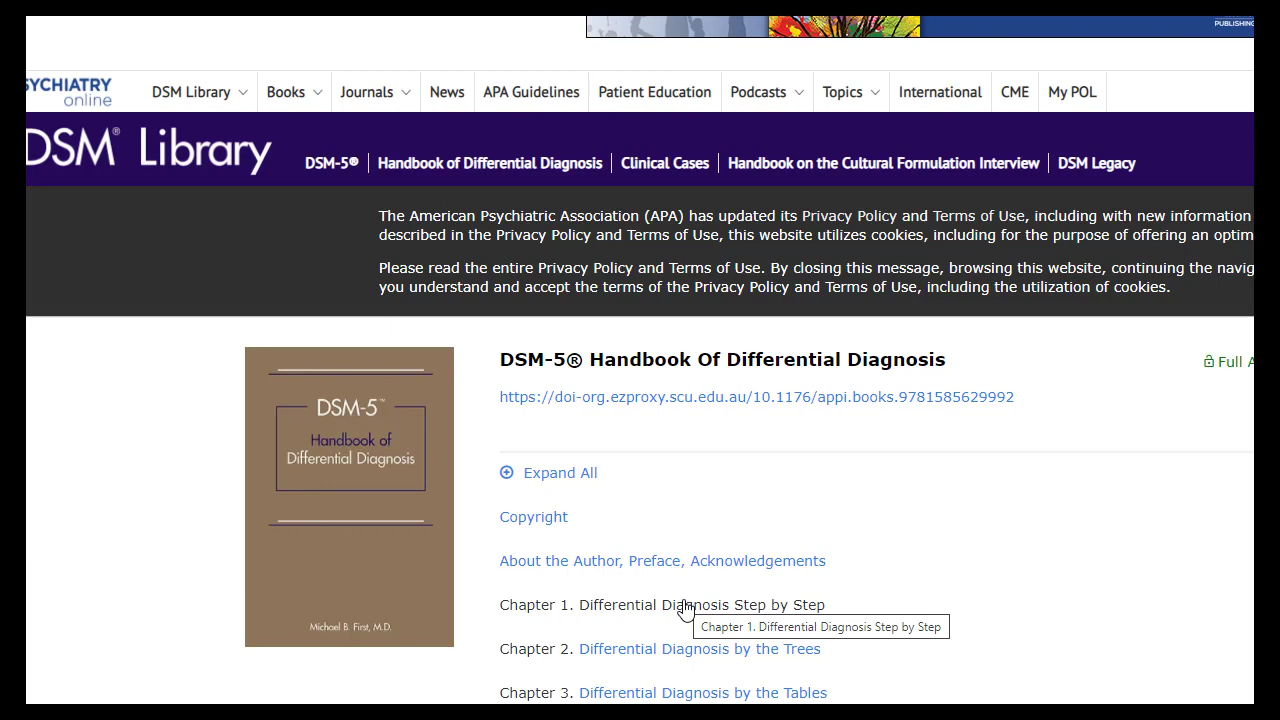 PUBLISHING
YCHIATRY
online
DSM Library Books Journals News APA Guidelines Patient Education Podcasts Topics International CME My POL
DSM® Library
DSM-5® Handbook of Differential Diagnosis Clinical Cases Handbook on the Cultural Formulation Interview DSM Legacy
The American Psychiatric Association (APA) has updated its Privacy Policy and Terms of Use, including with new information
described in the Privacy Policy and Terms of Use, this website utilizes cookies, including for the purpose of offering an optim
Please read the entire Privacy Policy and Terms of Use. By closing this message, browsing this website, continuing the navig
you understand and accept the terms of the Privacy Policy and Terms of Use, including the utilization of cookies.
DSM-5™
Handbook of
Differential Diagnosis
Michael B. First, M.D.
DSM-5® Handbook Of Differential Diagnosis
Full A
https://doi-org.ezproxy.scu.edu.au/10.1176/appi.books.9781585629992
Expand All
Copyright
About the Author, Preface, Acknowledgements
Chapter 1. Differential Diagnosis Step by Step
Chapter 1. Differential Diagnosis Step by Step
Chapter 2. Differential Diagnosis by the Trees
Chapter 3. Differential Diagnosis by the Tables